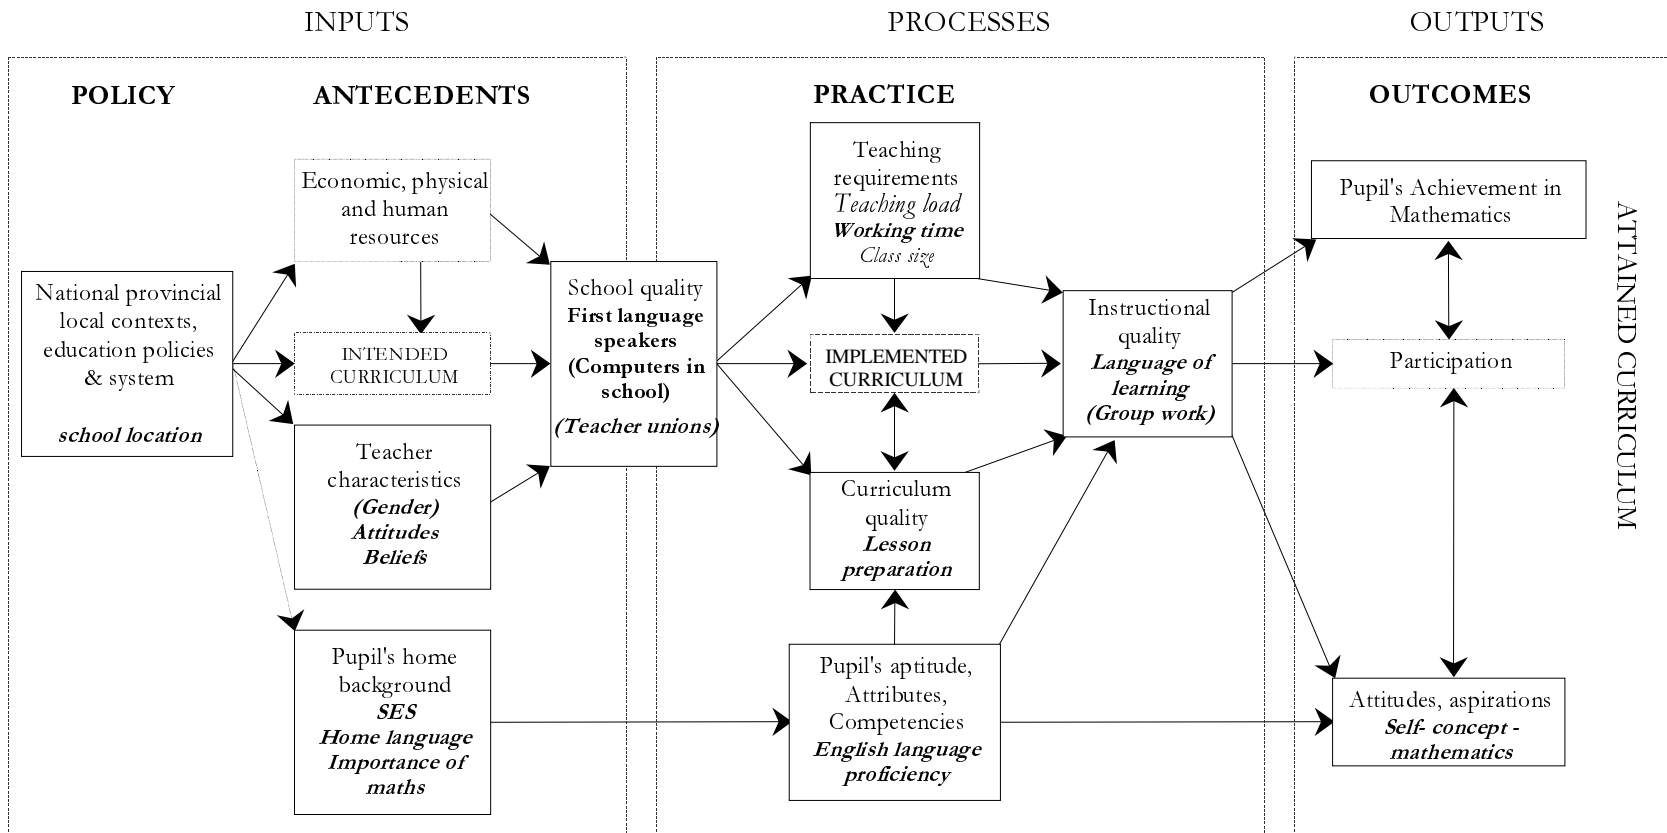 INPUTS
PROCESSES
OUTPUTS
POLICY
ANTECEDENTS
PRACTICE
OUTCOMES
National provincial
local contexts,
education policies
& system
school location
Economic, physical
and human
resources
INTENDED
CURRICULUM
Teacher
characteristics
(Gender)
Attitudes
Beliefs
Pupil's home
background
SES
Home language
Importance of
maths
School quality
First language
speakers
(Computers in
school)
(Teacher unions)
Teaching
requirements
Teaching load
Working time
Class size
IMPLEMENTED
CURRICULUM
Curriculum
quality
Lesson
preparation
Pupil's aptitude,
Attributes,
Competencies
English language
proficiency
Instructional
quality
Language of
learning
(Group work)
Pupil's Achievement in
Mathematics
Participation
Attitudes, aspirations
Self- concept -
mathematics
ATTAINED CURRICULUM